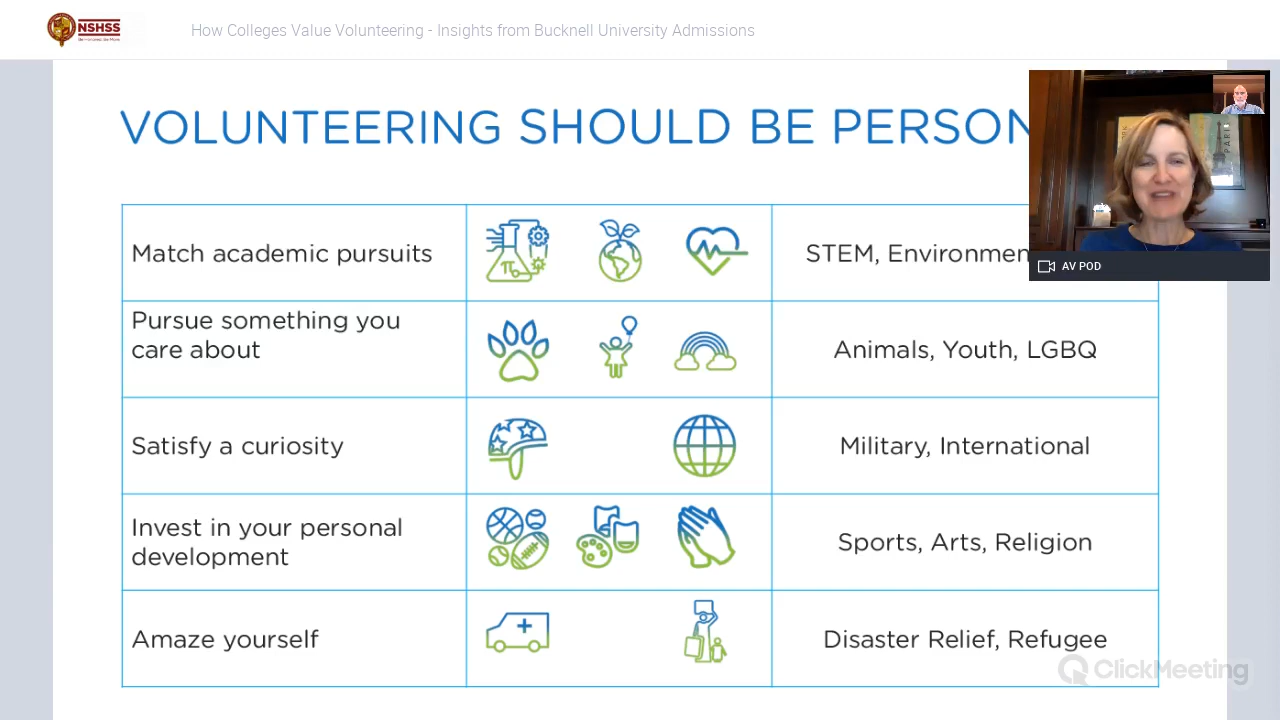 NSHSS
How Colleges Value Volunteering - Insights from Bucknell University Admissions
VOLUNTEERING SHOULD BE PERSON
PARIS
AV POD
Match academic pursuits
π
STEM, Environmen
Pursue something you
care about
Animals, Youth, LGBQ
Satisfy a curiosity
Military, International
Invest in your personal
development
Sports, Arts, Religion
Amaze yourself
Disaster Relief, Refugee
ClickMeeting